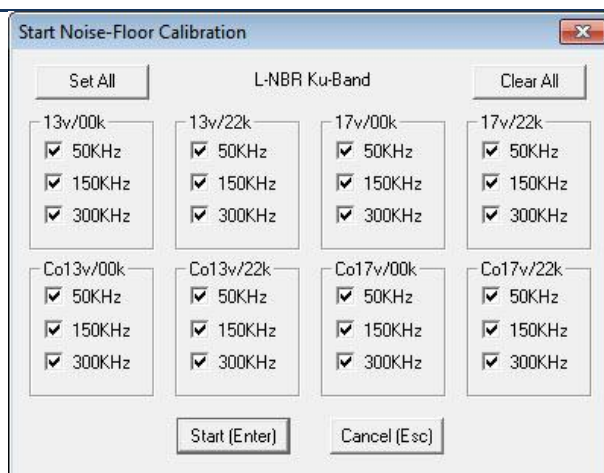 Start Noise-Floor Calibration
Set All L-NBR Ku-Band Clear All
13v/00k 13v/22k 17v/00k 17v/22k
50KHz 50KHz 50KHz 50KHz
150KHz 150KHz 150KHz 150KHz
300KHz 300KHz 300KHz 300KHz
Co13v/00k Co13v/22k Co17v/00k Co17v/22k
50KHz 50KHz 50KHz 50KHz
150KHz 150KHz 150KHz 150KHz
300KHz 300KHz 300KHz 300KHz
Start (Enter) Cancel (Esc)